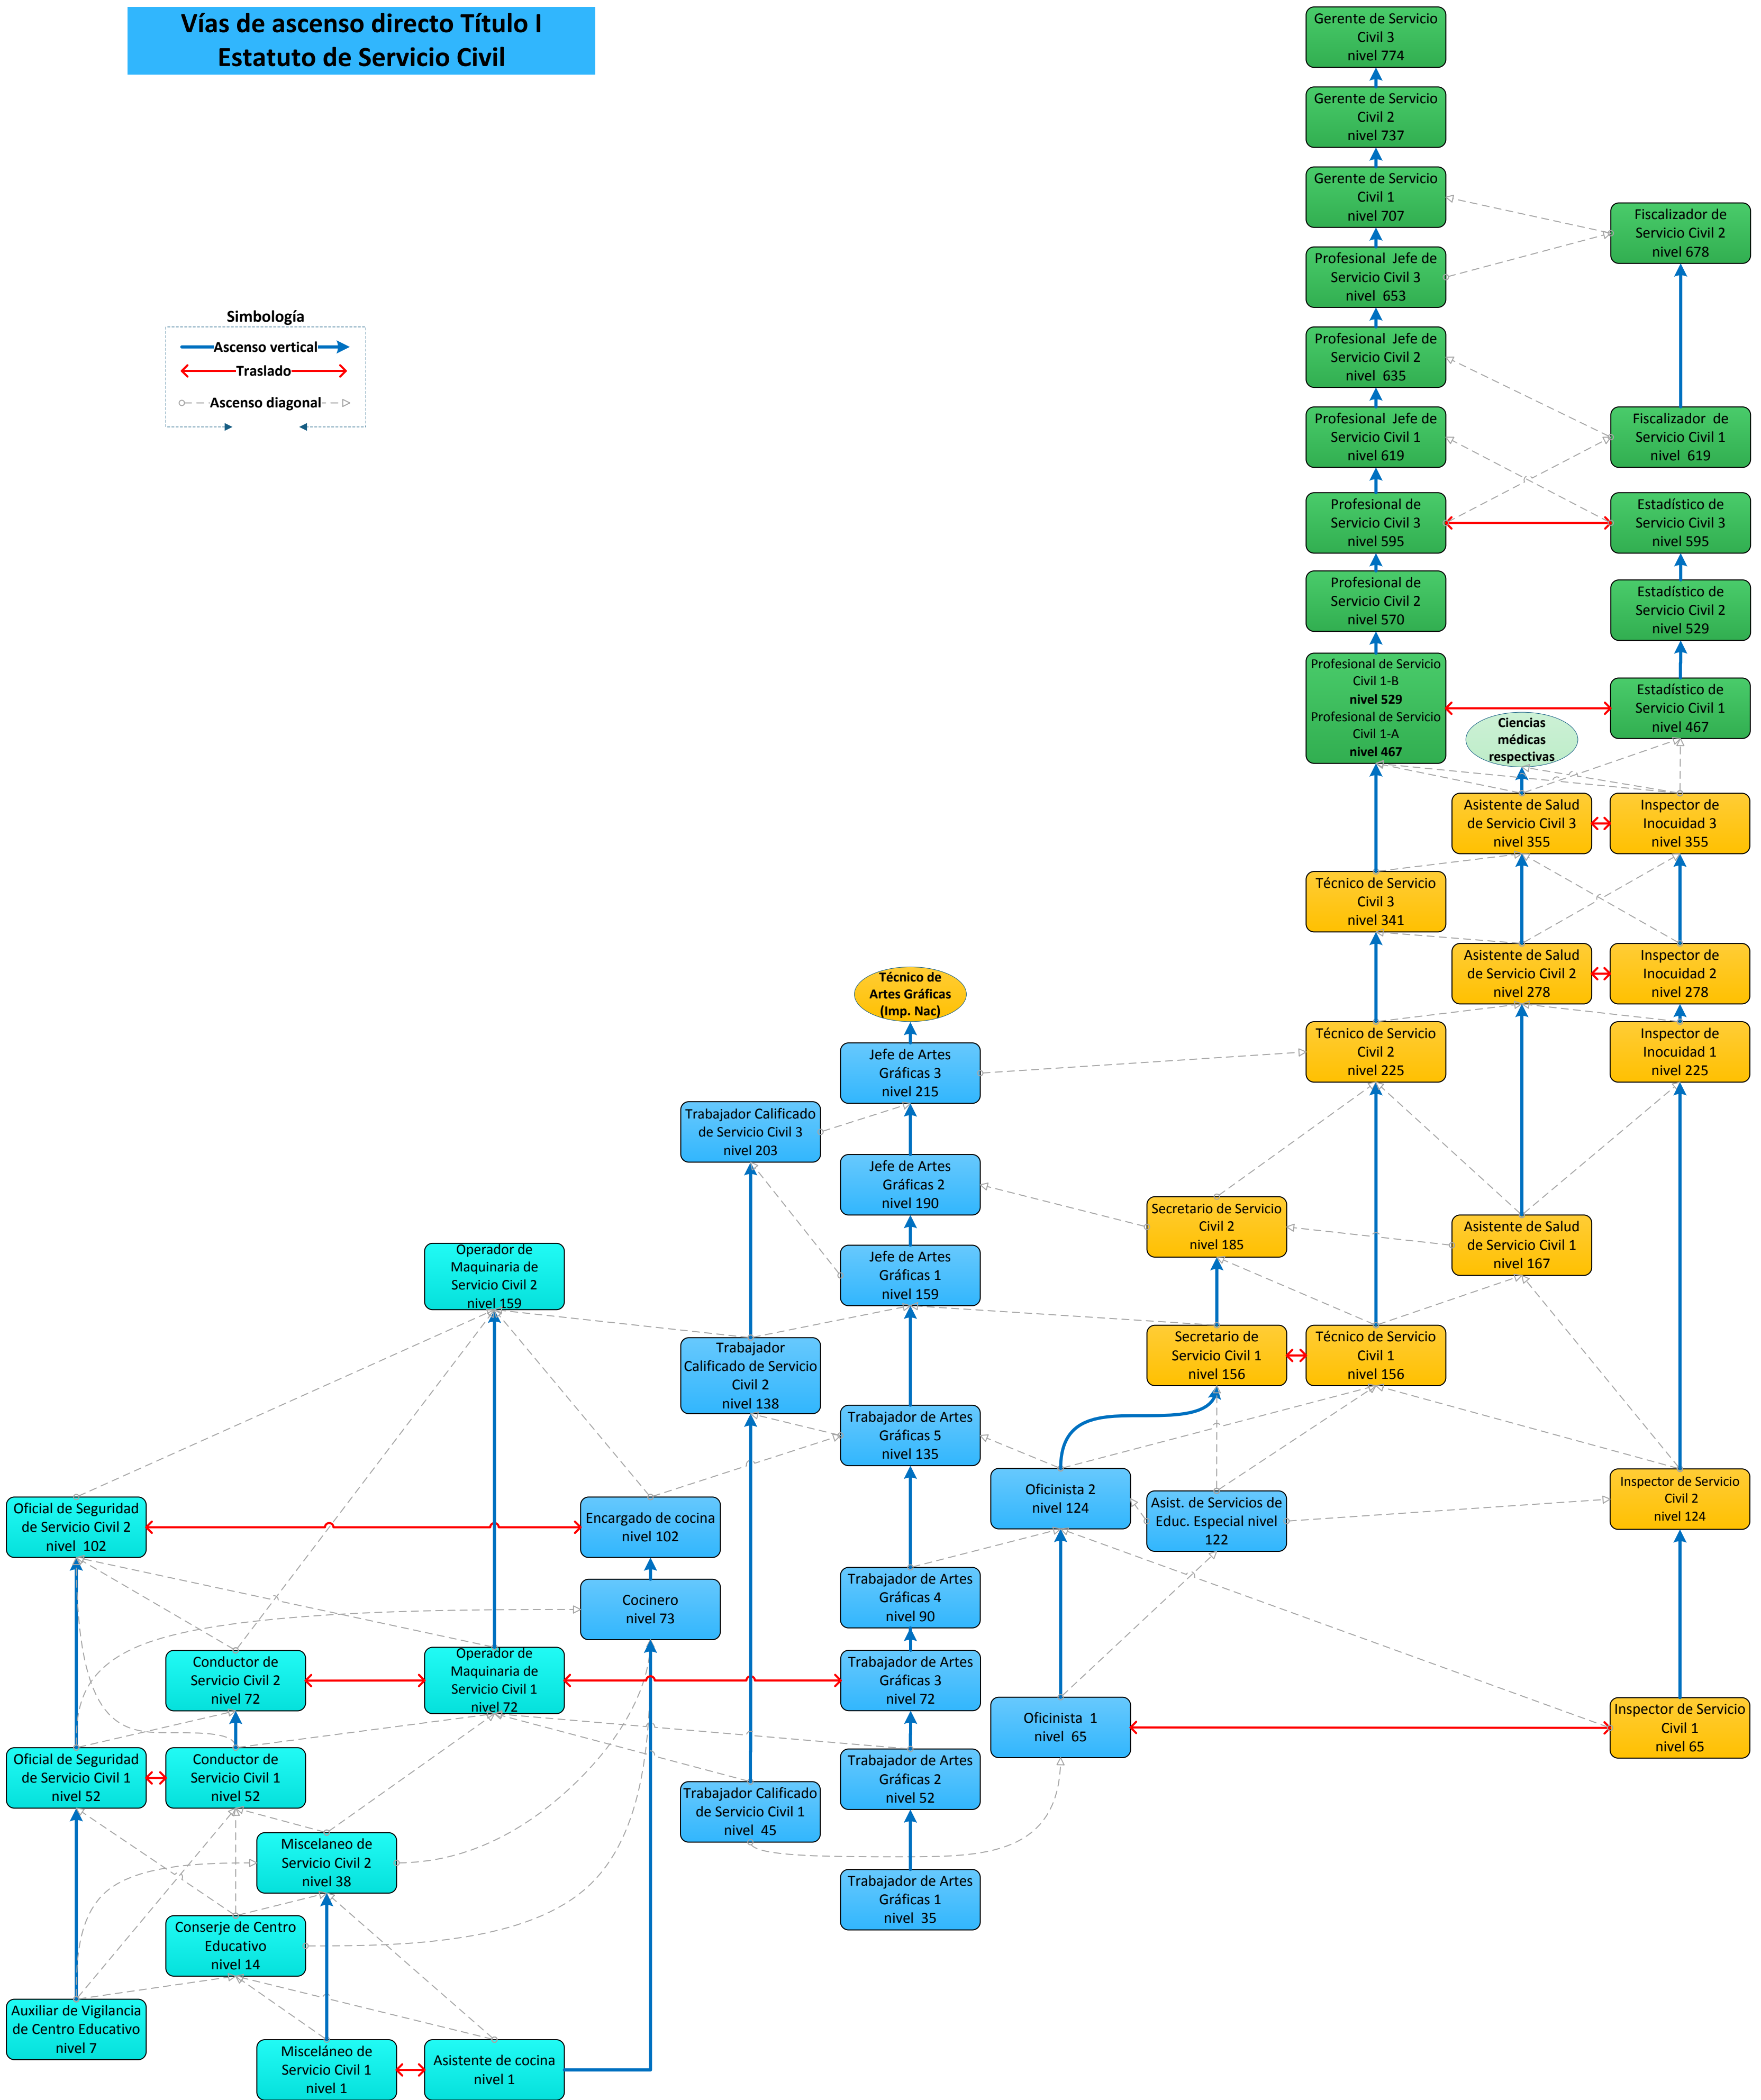 Vías de ascenso directo Título I
Estatuto de Servicio Civil
Simbología
Ascenso vertical
Traslado
Ascenso diagonal
Gerente de Servicio
Civil 3
nivel 774
Gerente de Servicio
Civil 2
nivel 737
Gerente de Servicio
Civil 1
nivel 707
Fiscalizador de
Servicio Civil 2
nivel 678
Profesional Jefe de
Servicio Civil 3
nivel 653
Profesional Jefe de
Servicio Civil 2
nivel 635
Profesional Jefe de
Servicio Civil 1
nivel 619
Fiscalizador de
Servicio Civil 1
nivel 619
Profesional de
Servicio Civil 3
nivel 595
Estadístico de
Servicio Civil 3
nivel 595
Profesional de
Servicio Civil 2
nivel 570
Estadístico de
Servicio Civil 2
nivel 529
Profesional de Servicio
Civil 1-B
nivel 529
Profesional de Servicio
Civil 1-A
nivel 467
Estadístico de
Servicio Civil 1
nivel 467
Ciencias
médicas
respectivas
Asistente de Salud
de Servicio Civil 3
nivel 355
Inspector de
Inocuidad 3
nivel 355
Técnico de Servicio
Civil 3
nivel 341
Asistente de Salud
de Servicio Civil 2
nivel 278
Inspector de
Inocuidad 2
nivel 278
Técnico de
Artes Gráficas
(Imp. Nac)
Técnico de Servicio
Civil 2
nivel 225
Inspector de
Inocuidad 1
nivel 225
Jefe de Artes
Gráficas 3
nivel 215
Trabajador Calificado
de Servicio Civil 3
nivel 203
Jefe de Artes
Gráficas 2
nivel 190
Secretario de Servicio
Civil 2
nivel 185
Asistente de Salud
de Servicio Civil 1
nivel 167
Operador de
Maquinaria de
Servicio Civil 2
nivel 159
Jefe de Artes
Gráficas 1
nivel 159
Trabajador
Calificado de Servicio
Civil 2
nivel 138
Secretario de
Servicio Civil 1
nivel 156
Técnico de Servicio
Civil 1
nivel 156
Trabajador de Artes
Gráficas 5
nivel 135
Oficinista 2
nivel 124
Asist. de Servicios de
Educ. Especial nivel
122
Inspector de Servicio
Civil 2
nivel 124
Oficial de Seguridad
de Servicio Civil 2
nivel 102
Encargado de cocina
nivel 102
Cocinero
nivel 73
Trabajador de Artes
Gráficas 4
nivel 90
Conductor de
Servicio Civil 2
nivel 72
Operador de
Maquinaria de
Servicio Civil 1
nivel 72
Trabajador de Artes
Gráficas 3
nivel 72
Oficinista 1
nivel 65
Inspector de Servicio
Civil 1
nivel 65
Oficial de Seguridad
de Servicio Civil 1
nivel 52
Conductor de
Servicio Civil 1
nivel 52
Trabajador Calificado
de Servicio Civil 1
nivel 45
Trabajador de Artes
Gráficas 2
nivel 52
Miscelaneo de
Servicio Civil 2
nivel 38
Trabajador de Artes
Gráficas 1
nivel 35
Conserje de Centro
Educativo
nivel 14
Auxiliar de Vigilancia
de Centro Educativo
nivel 7
Misceláneo de
Servicio Civil 1
nivel 1
Asistente de cocina
nivel 1